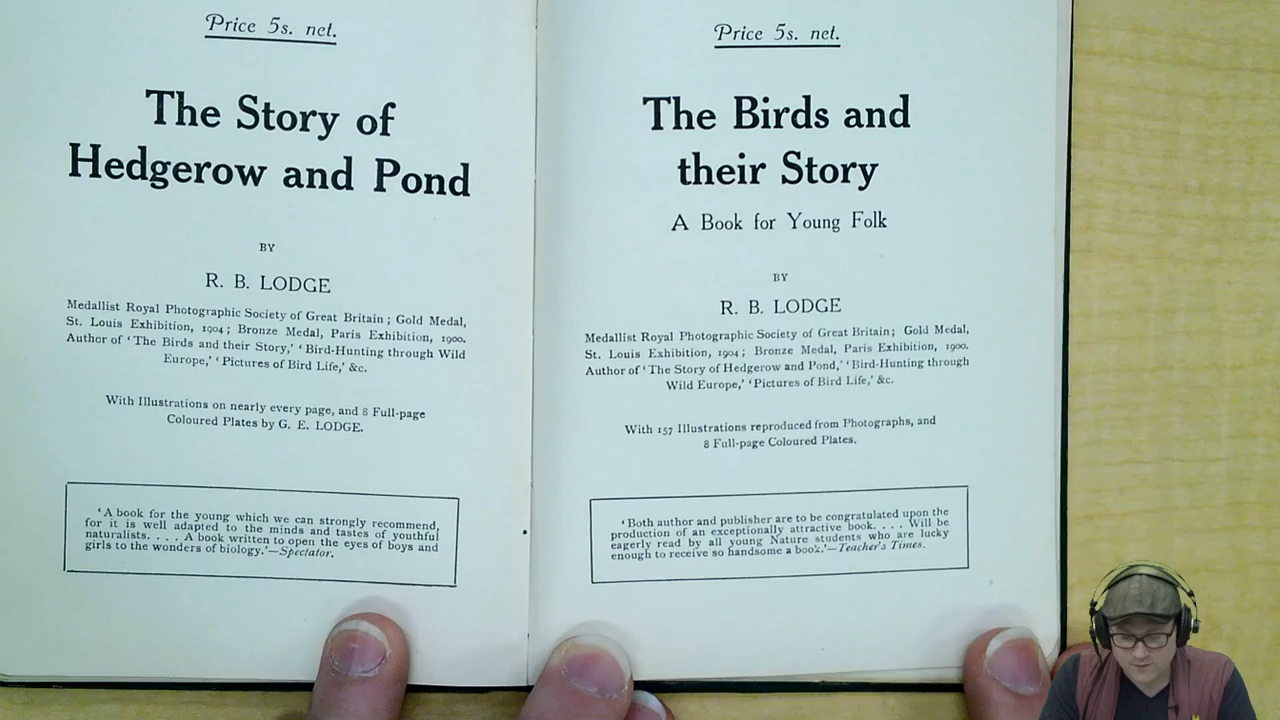 Price 5s. net.
The Story of
Hedgerow and Pond
BY
R. B. LODGE
Medallist Royal Photographic Society of Great Britain; Gold Medal,
St. Louis Exhibition, 1904; Bronze Medal, Paris Exhibition, 1900.
Author of 'The Birds and their Story,' 'Bird-Hunting through Wild
Europe,' 'Pictures of Bird Life,' &c.
With Illustrations on nearly every page, and 8 Full-page
Coloured Plates by G. E. LODGE.
'A book for the young which we can strongly recommend,
for it is well adapted to the minds and tastes of youthful
naturalists. . . . A book written to open the eyes of boys and
girls to the wonders of biology.'—Spectator.
Price 5s. net.
The Birds and
their Story
A Book for Young Folk
BY
R. B. LODGE
Medallist Royal Photographic Society of Great Britain; Gold Medal,
St. Louis Exhibition, 1904; Bronze Medal, Paris Exhibition, 1900.
Author of 'The Story of Hedgerow and Pond,' 'Bird-Hunting through
Wild Europe,' 'Pictures of Bird Life,' &c.
With 157 Illustrations reproduced from Photographs, and
8 Full-page Coloured Plates.
'Both author and publisher are to be congratulated upon the
production of an exceptionally attractive book. . . . Will be
eagerly read by all young Nature students who are lucky
enough to receive so handsome a book.'—Teacher's Times.